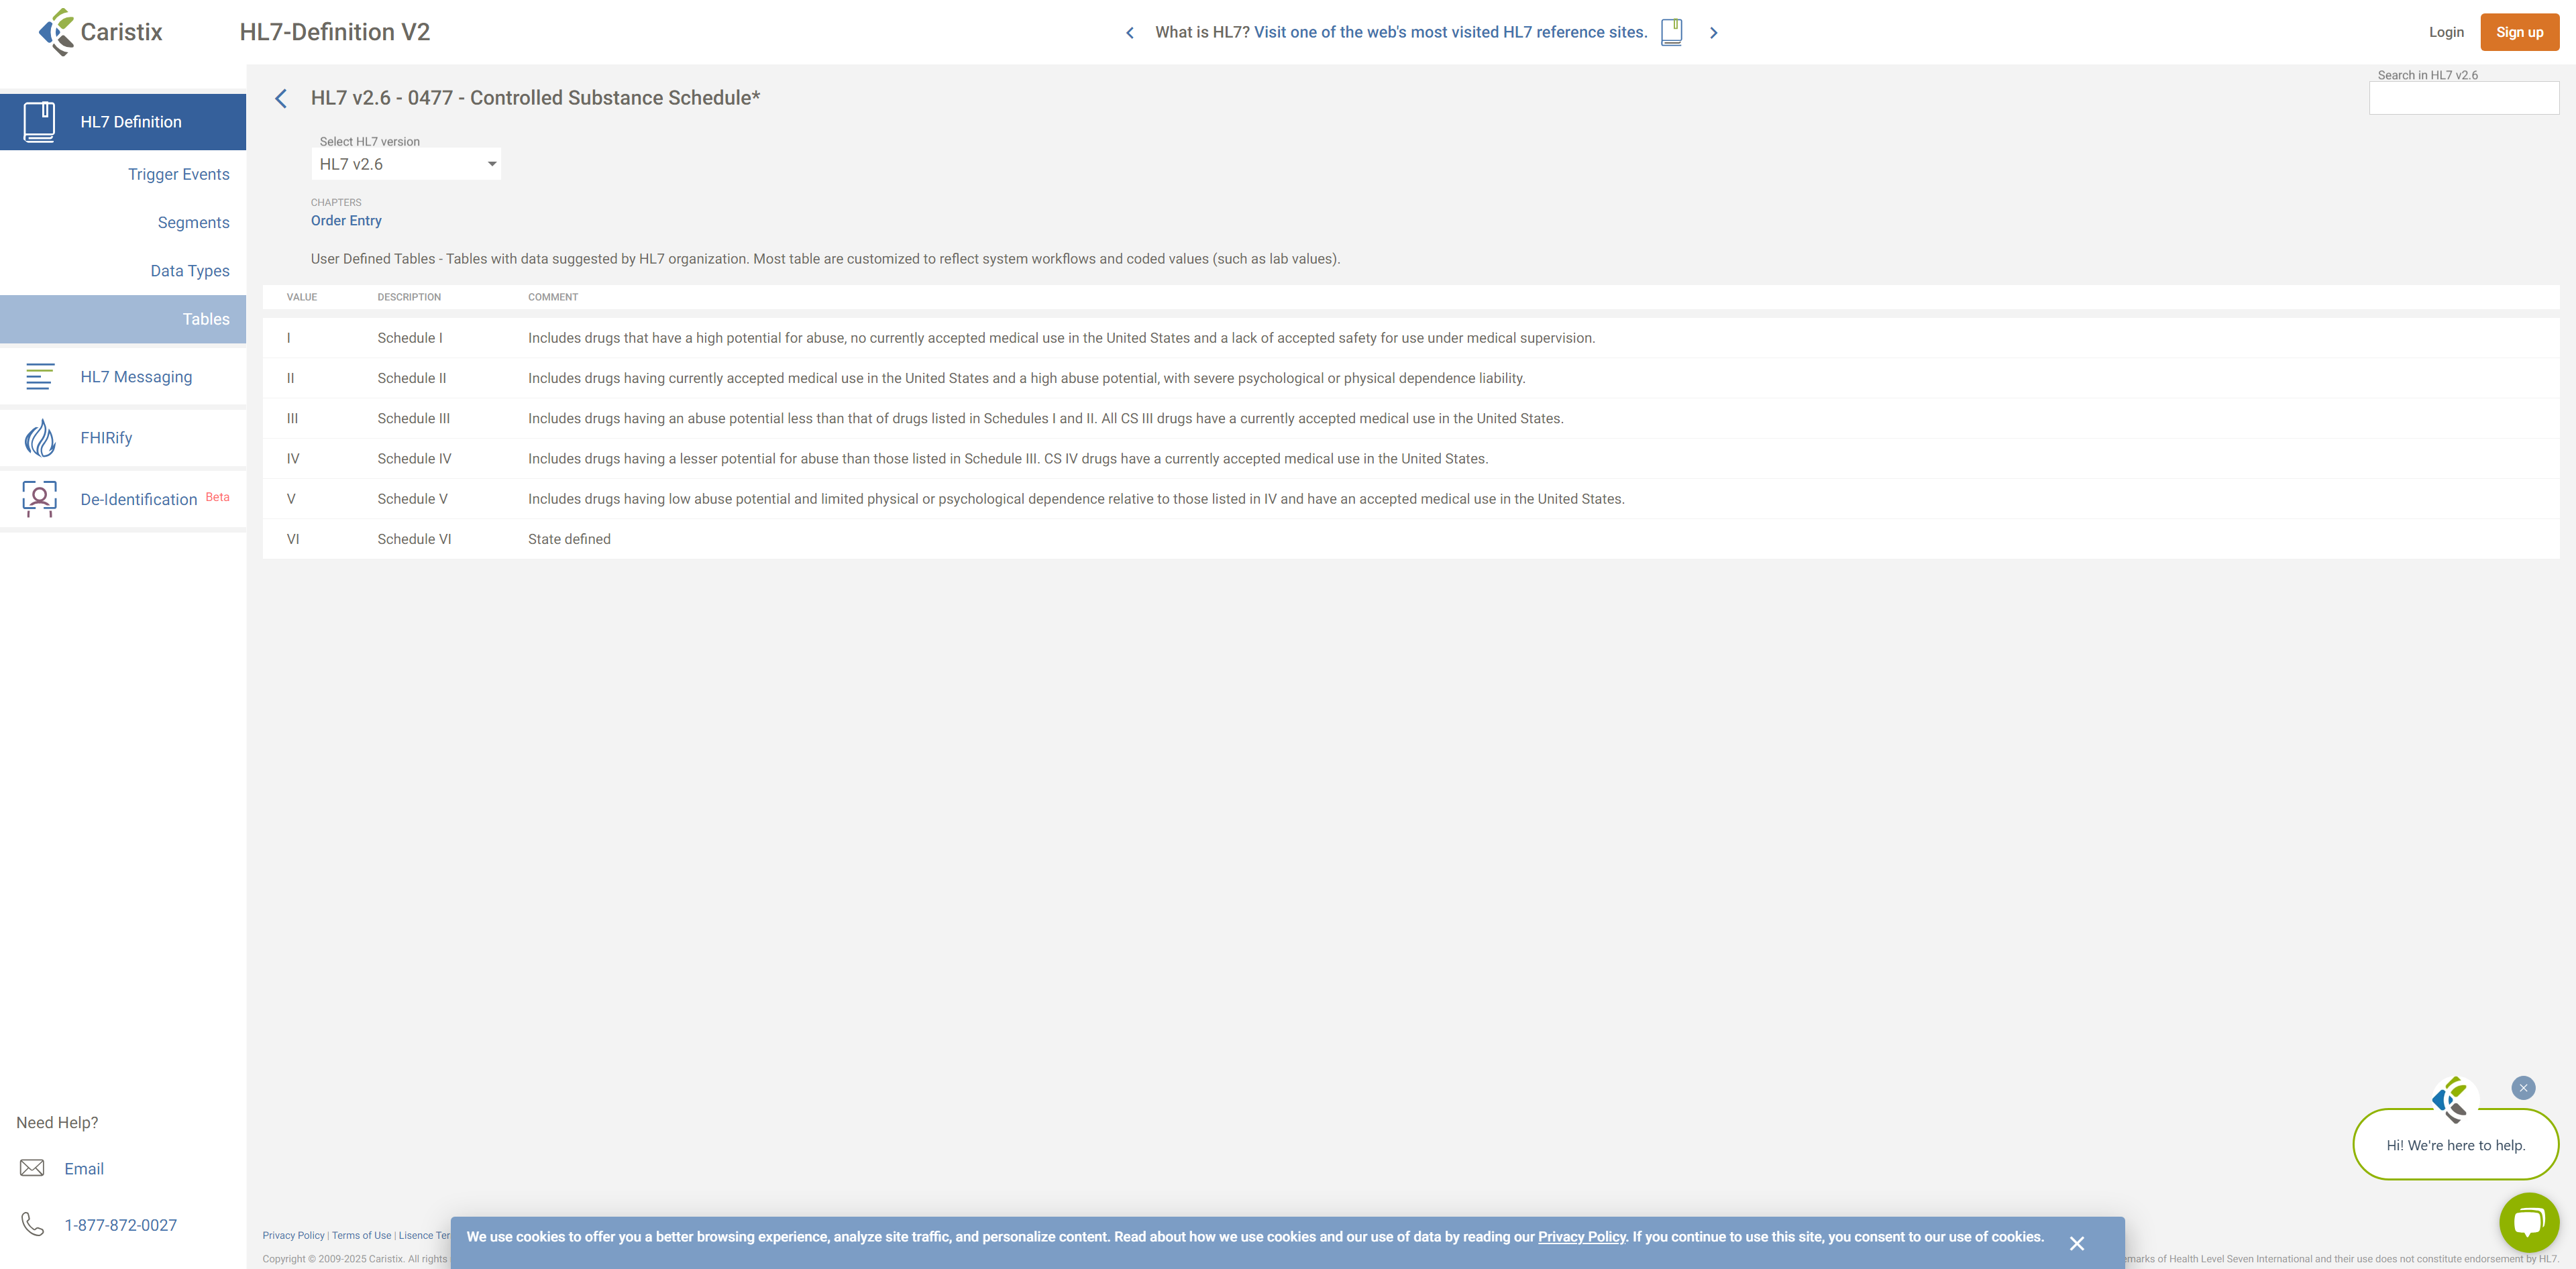 Caristix
HL7-Definition V2
What is HL7? Visit one of the web's most visited HL7 reference sites.
Login
Sign up
HL7 Definition
Trigger Events
Segments
Data Types
Tables
HL7 Messaging
FHIRify
De-Identification Beta
Need Help?
Email
1-877-872-0027
HL7 v2.6 - 0477 - Controlled Substance Schedule*
Search in HL7 v2.6
Select HL7 version
HL7 v2.6
CHAPTERS
Order Entry
User Defined Tables - Tables with data suggested by HL7 organization. Most table are customized to reflect system workflows and coded values (such as lab values).
VALUE DESCRIPTION COMMENT
I Schedule I Includes drugs that have a high potential for abuse, no currently accepted medical use in the United States and a lack of accepted safety for use under medical supervision.
II Schedule II Includes drugs having currently accepted medical use in the United States and a high abuse potential, with severe psychological or physical dependence liability.
III Schedule III Includes drugs having an abuse potential less than that of drugs listed in Schedules I and II. All CS III drugs have a currently accepted medical use in the United States.
IV Schedule IV Includes drugs having a lesser potential for abuse than those listed in Schedule III. CS IV drugs have a currently accepted medical use in the United States.
V Schedule V Includes drugs having low abuse potential and limited physical or psychological dependence relative to those listed in IV and have an accepted medical use in the United States.
VI Schedule VI State defined
Hi! We're here to help.
Privacy Policy | Terms of Use | Lisence Ter
We use cookies to offer you a better browsing experience, analyze site traffic, and personalize content. Read about how we use cookies and our use of data by reading our Privacy Policy. If you continue to use this site, you consent to our use of cookies.
Copyright © 2009-2025 Caristix. All rights
emarks of Health Level Seven International and their use does not constitute endorsement by HL7.